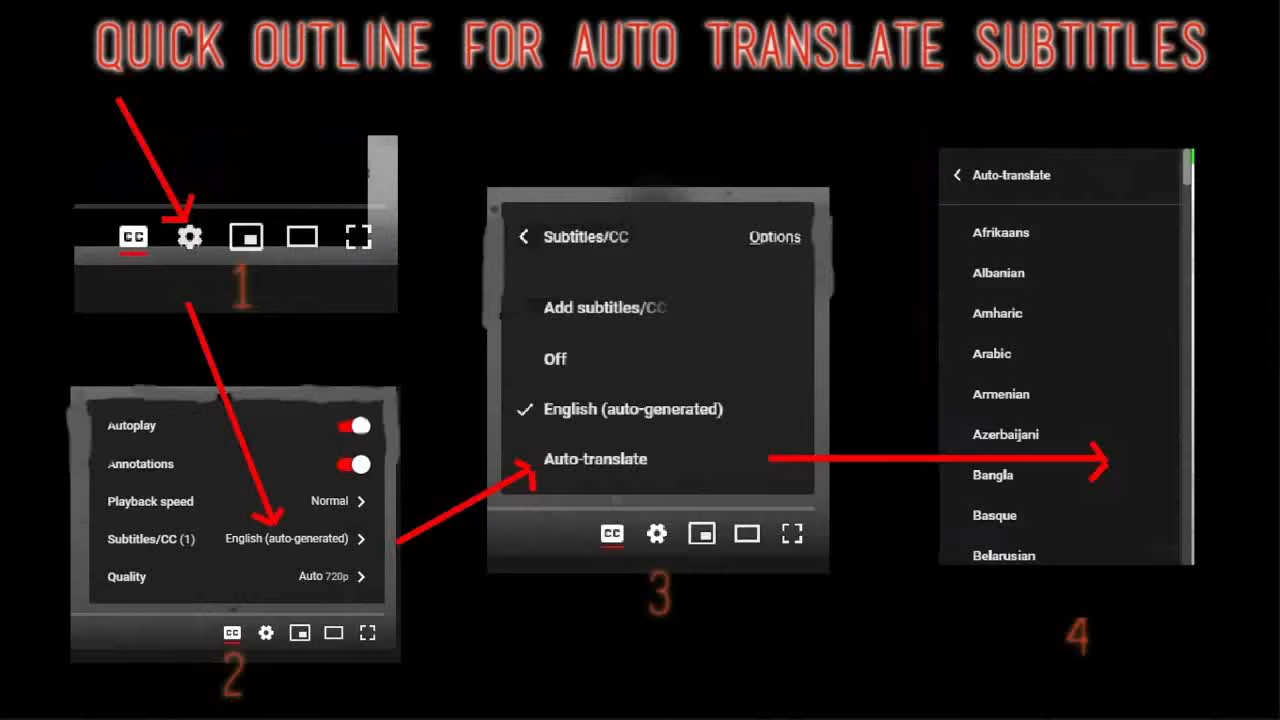 QUICK OUTLINE FOR AUTO TRANSLATE SUBTITLES
CC
1
Autoplay
Annotations
Playback speed Normal
Subtitles/CC (1) English (auto-generated)
Quality Auto 720p
CC
2
Subtitles/CC Options
Add subtitles/CC
Off
English (auto-generated)
Auto-translate
CC
3
Auto-translate
Afrikaans
Albanian
Amharic
Arabic
Armenian
Azerbaijani
Bangla
Basque
Belarusian
4